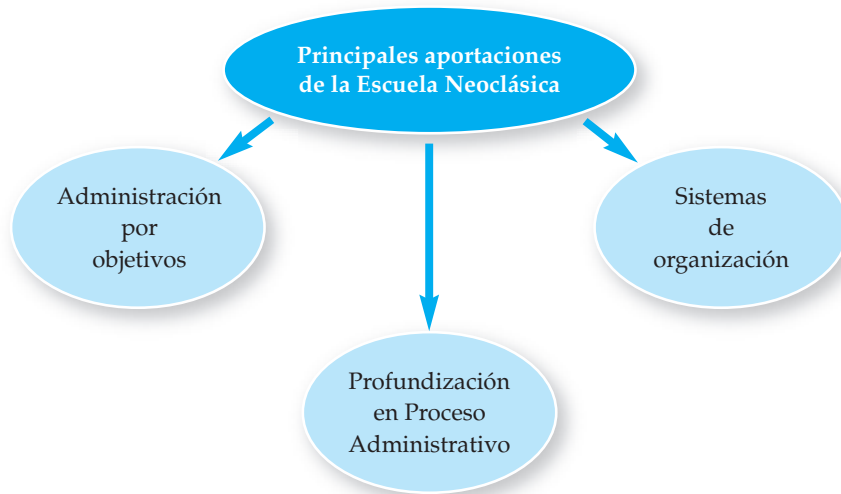 Principales aportaciones
de la Escuela Neoclásica
Administración
por
objetivos
Sistemas
de
organización
Profundización
en Proceso
Administrativo